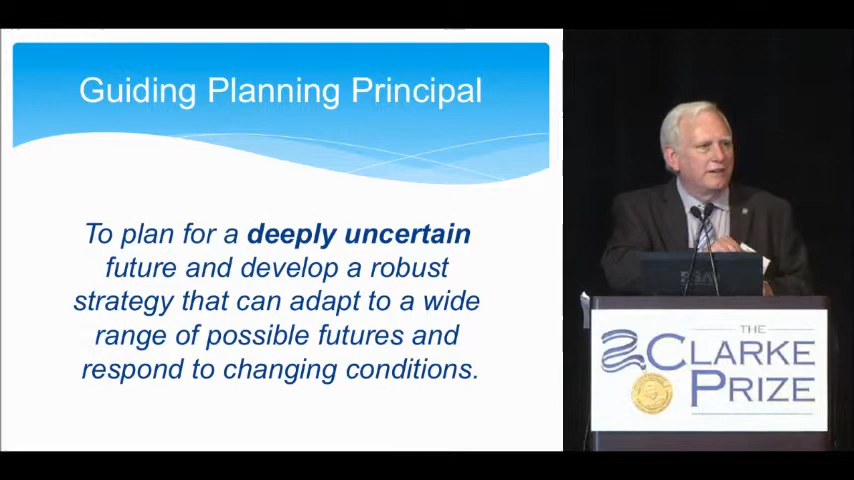 Guiding Planning Principal
To plan for a deeply uncertain
future and develop a robust
strategy that can adapt to a wide
range of possible futures and
respond to changing conditions.
THE
CLARKE
PRIZE